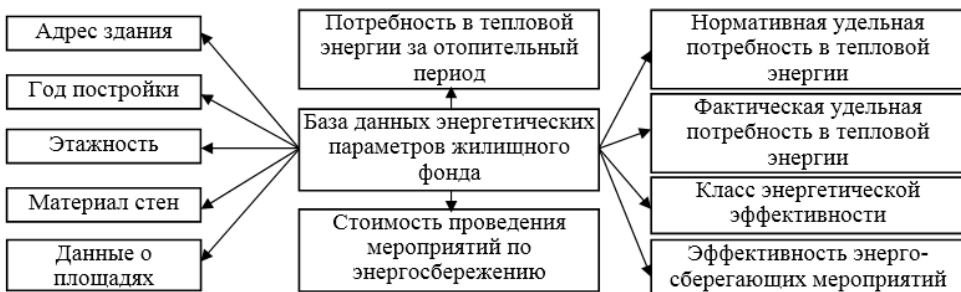 Адрес здания
Год постройки
Этажность
Материал стен
Данные о
площадях
Потребность в тепловой
энергии за отопительный
период
База данных энергетических
параметров жилищного
фонда
Стоимость проведения
мероприятий по
энергосбережению
Нормативная удельная
потребность в тепловой
энергии
Фактическая удельная
потребность в тепловой
энергии
Класс энергетической
эффективности
Эффективность энерго-
сберегающих мероприятий